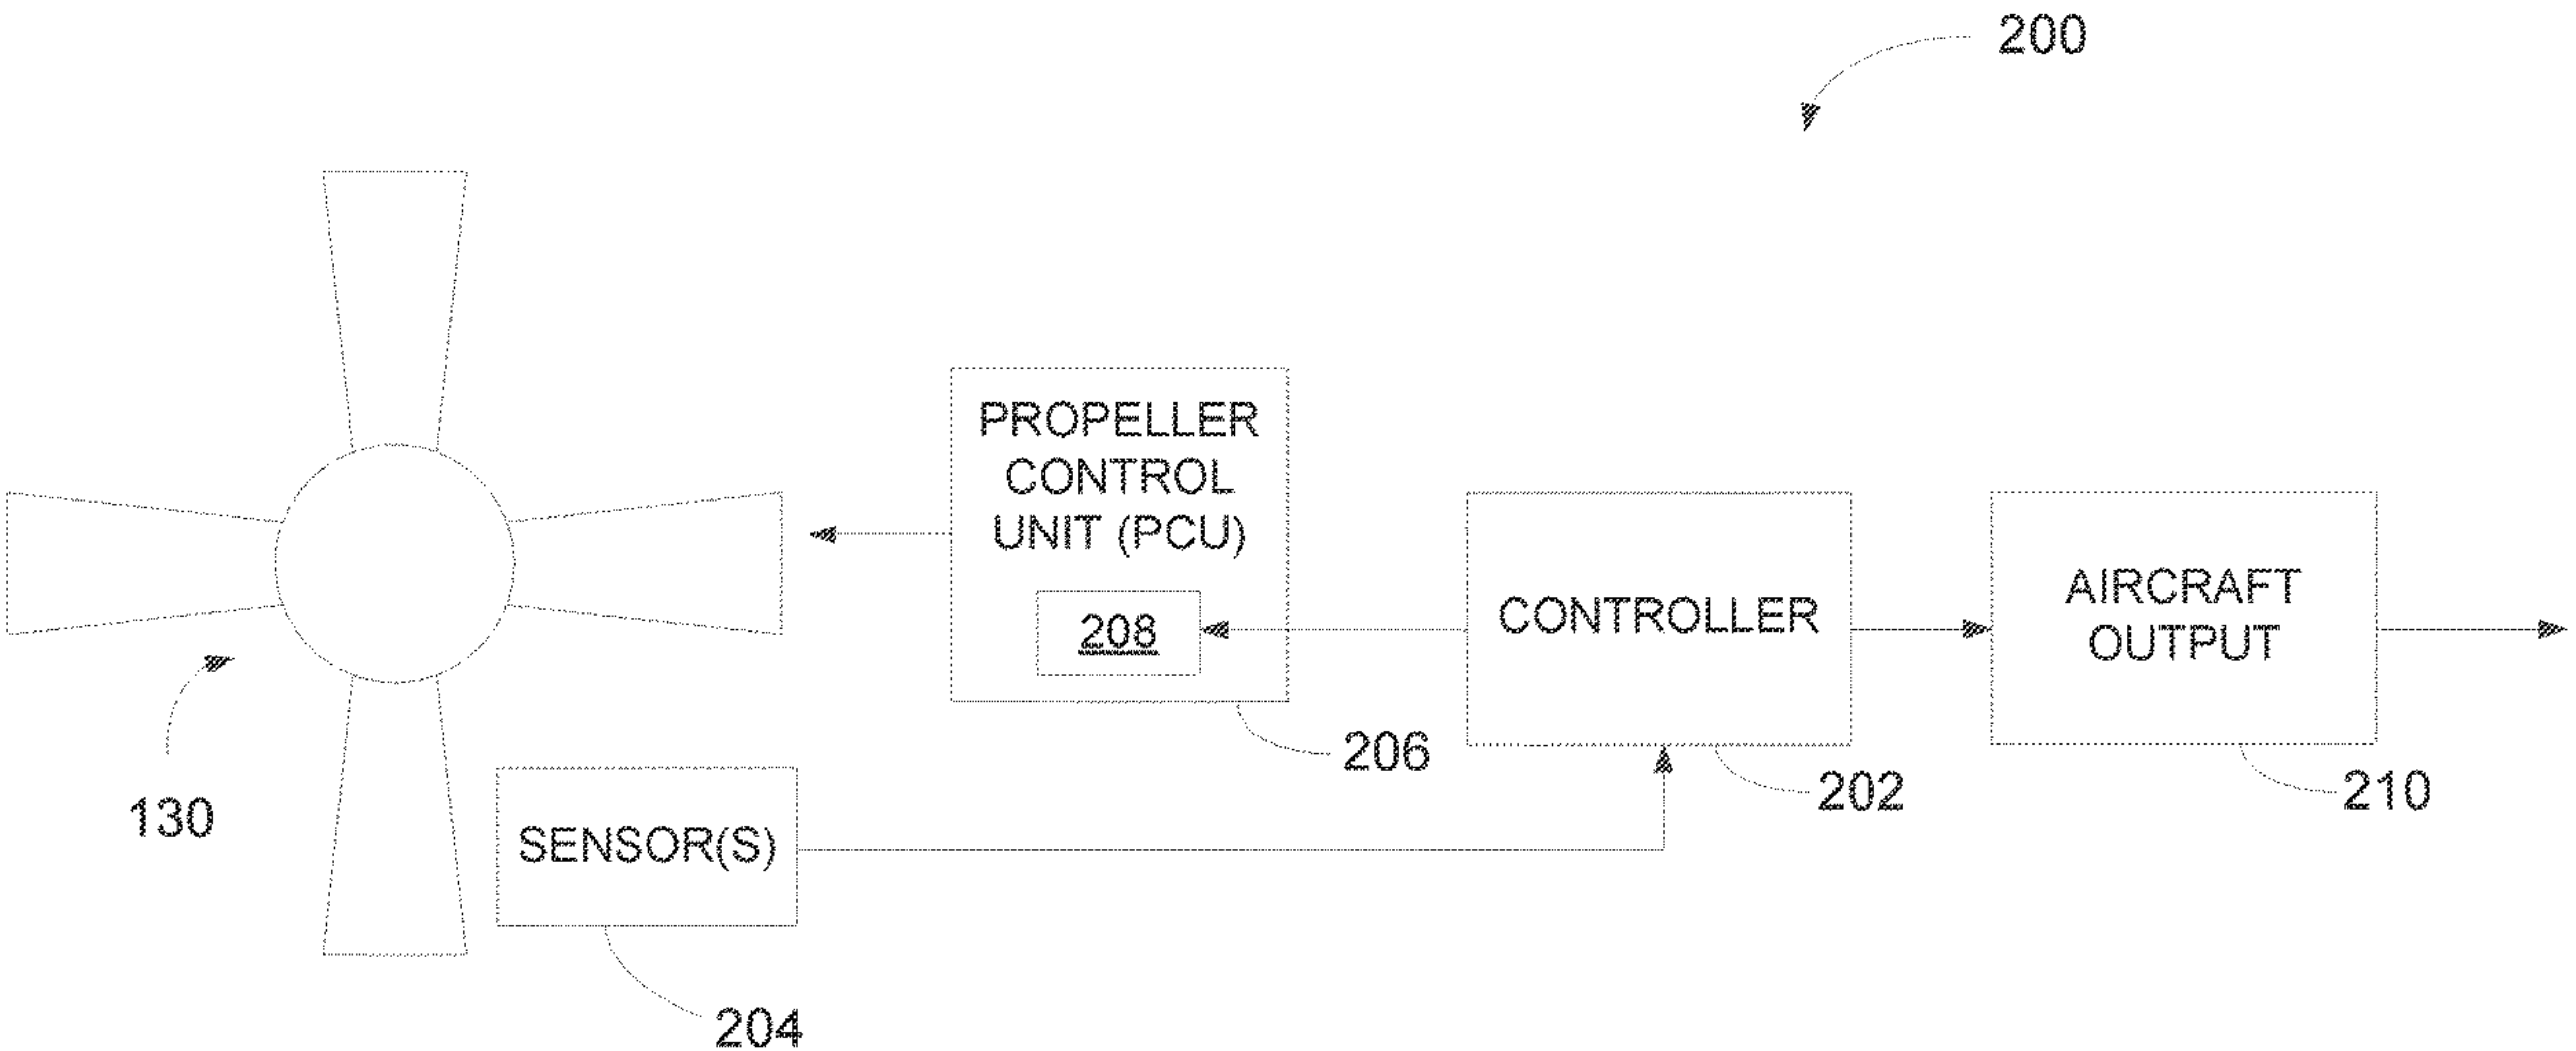 200
PROPELLER
CONTROL
UNIT (PCU)
208
CONTROLLER
AIRCRAFT
OUTPUT
206
202
210
130
SENSOR(S)
204